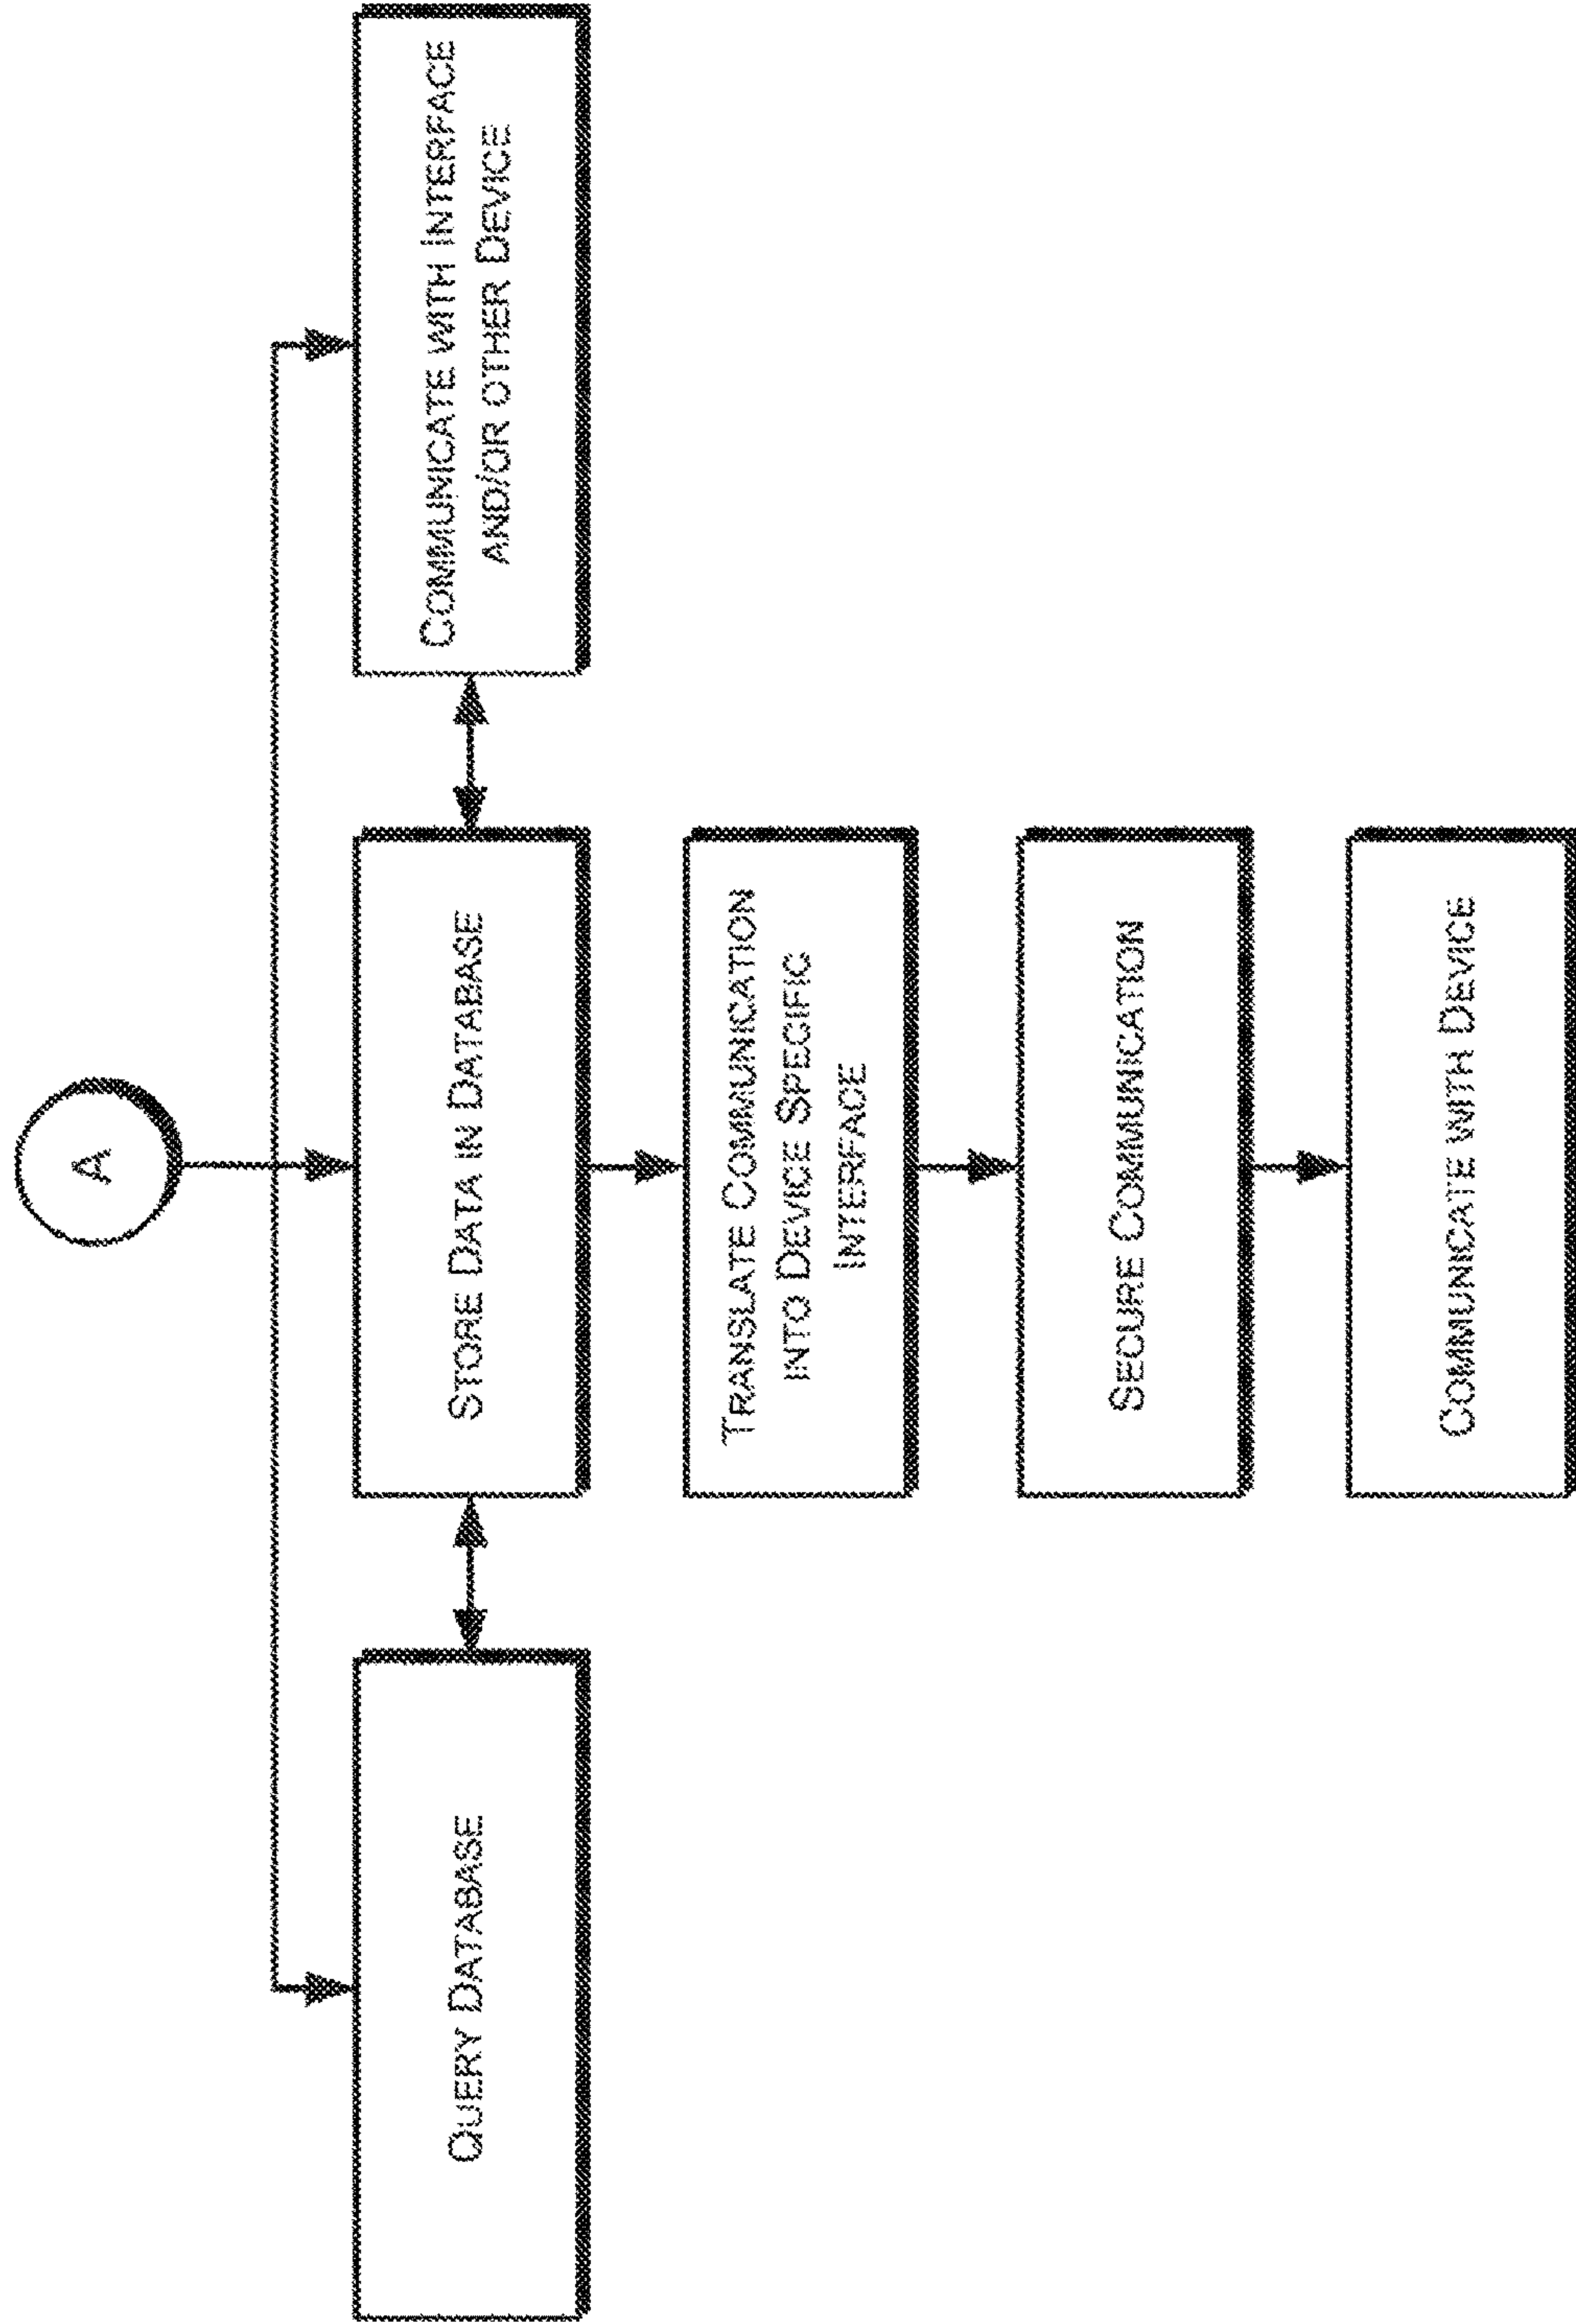 A
QUERY DATABASE
STORE DATA IN DATABASE
COMMUNICATE WITH INTERFACE
AND/OR OTHER DEVICE
TRANSLATE COMMUNICATION
INTO DEVICE SPECIFIC
INTERFACE
SECURE COMMUNICATION
COMMUNICATE WITH DEVICE